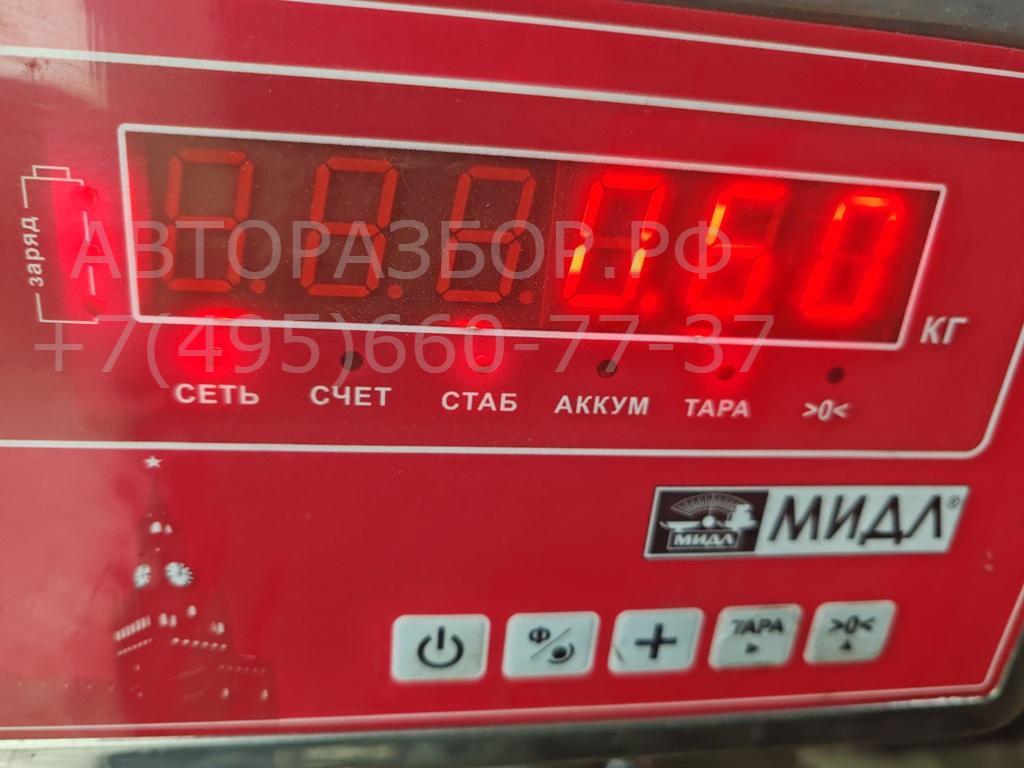 заряд
0.50
КГ
АВТОРАЗБОР.РФ
+7(495)660-77-37
СЕТЬ СЧЕТ СТАБ АККУМ ТАРА >0<
МИДЛ МИДЛ®
Ф + ТАРА >0<